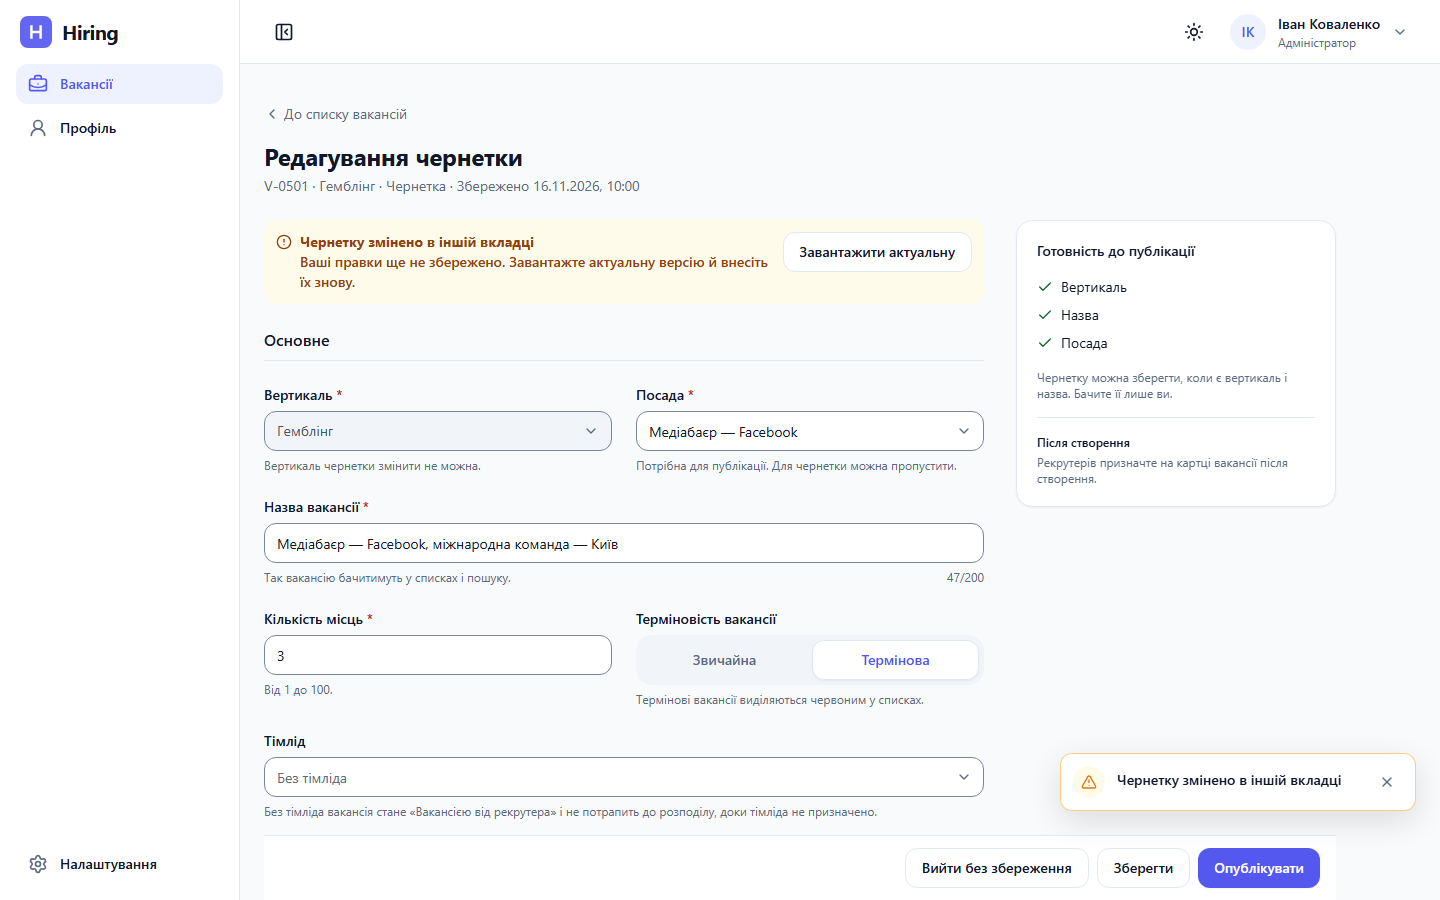 H Hiring
Вакансії
Профіль
Налаштування
ІК
Іван Коваленко
Адміністратор
До списку вакансій
Редагування чернетки
V-0501 · Гемблінг · Чернетка · Збережено 16.11.2026, 10:00
Чернетку змінено в іншій вкладці
Ваші правки ще не збережено. Завантажте актуальну версію й внесіть
їх знову.
Завантажити актуальну
Основне
Вертикаль *
Гемблінг
Вертикаль чернетки змінити не можна.
Посада *
Медіабаєр — Facebook
Потрібна для публікації. Для чернетки можна пропустити.
Назва вакансії *
Медіабаєр — Facebook, міжнародна команда — Київ
Так вакансію бачитимуть у списках і пошуку.
47/200
Кількість місць *
3
Від 1 до 100.
Терміновість вакансії
Звичайна
Термінова
Термінові вакансії виділяються червоним у списках.
Тімлід
Без тімліда
Без тімліда вакансія стане «Вакансією від рекрутера» і не потрапить до розподілу, доки тімліда не призначено.
Готовність до публікації
Вертикаль
Назва
Посада
Чернетку можна зберегти, коли є вертикаль і
назва. Бачите її лише ви.
Після створення
Рекрутерів призначте на картці вакансії після
створення.
Чернетку змінено в іншій вкладці
Вийти без збереження
Зберегти
Опублікувати